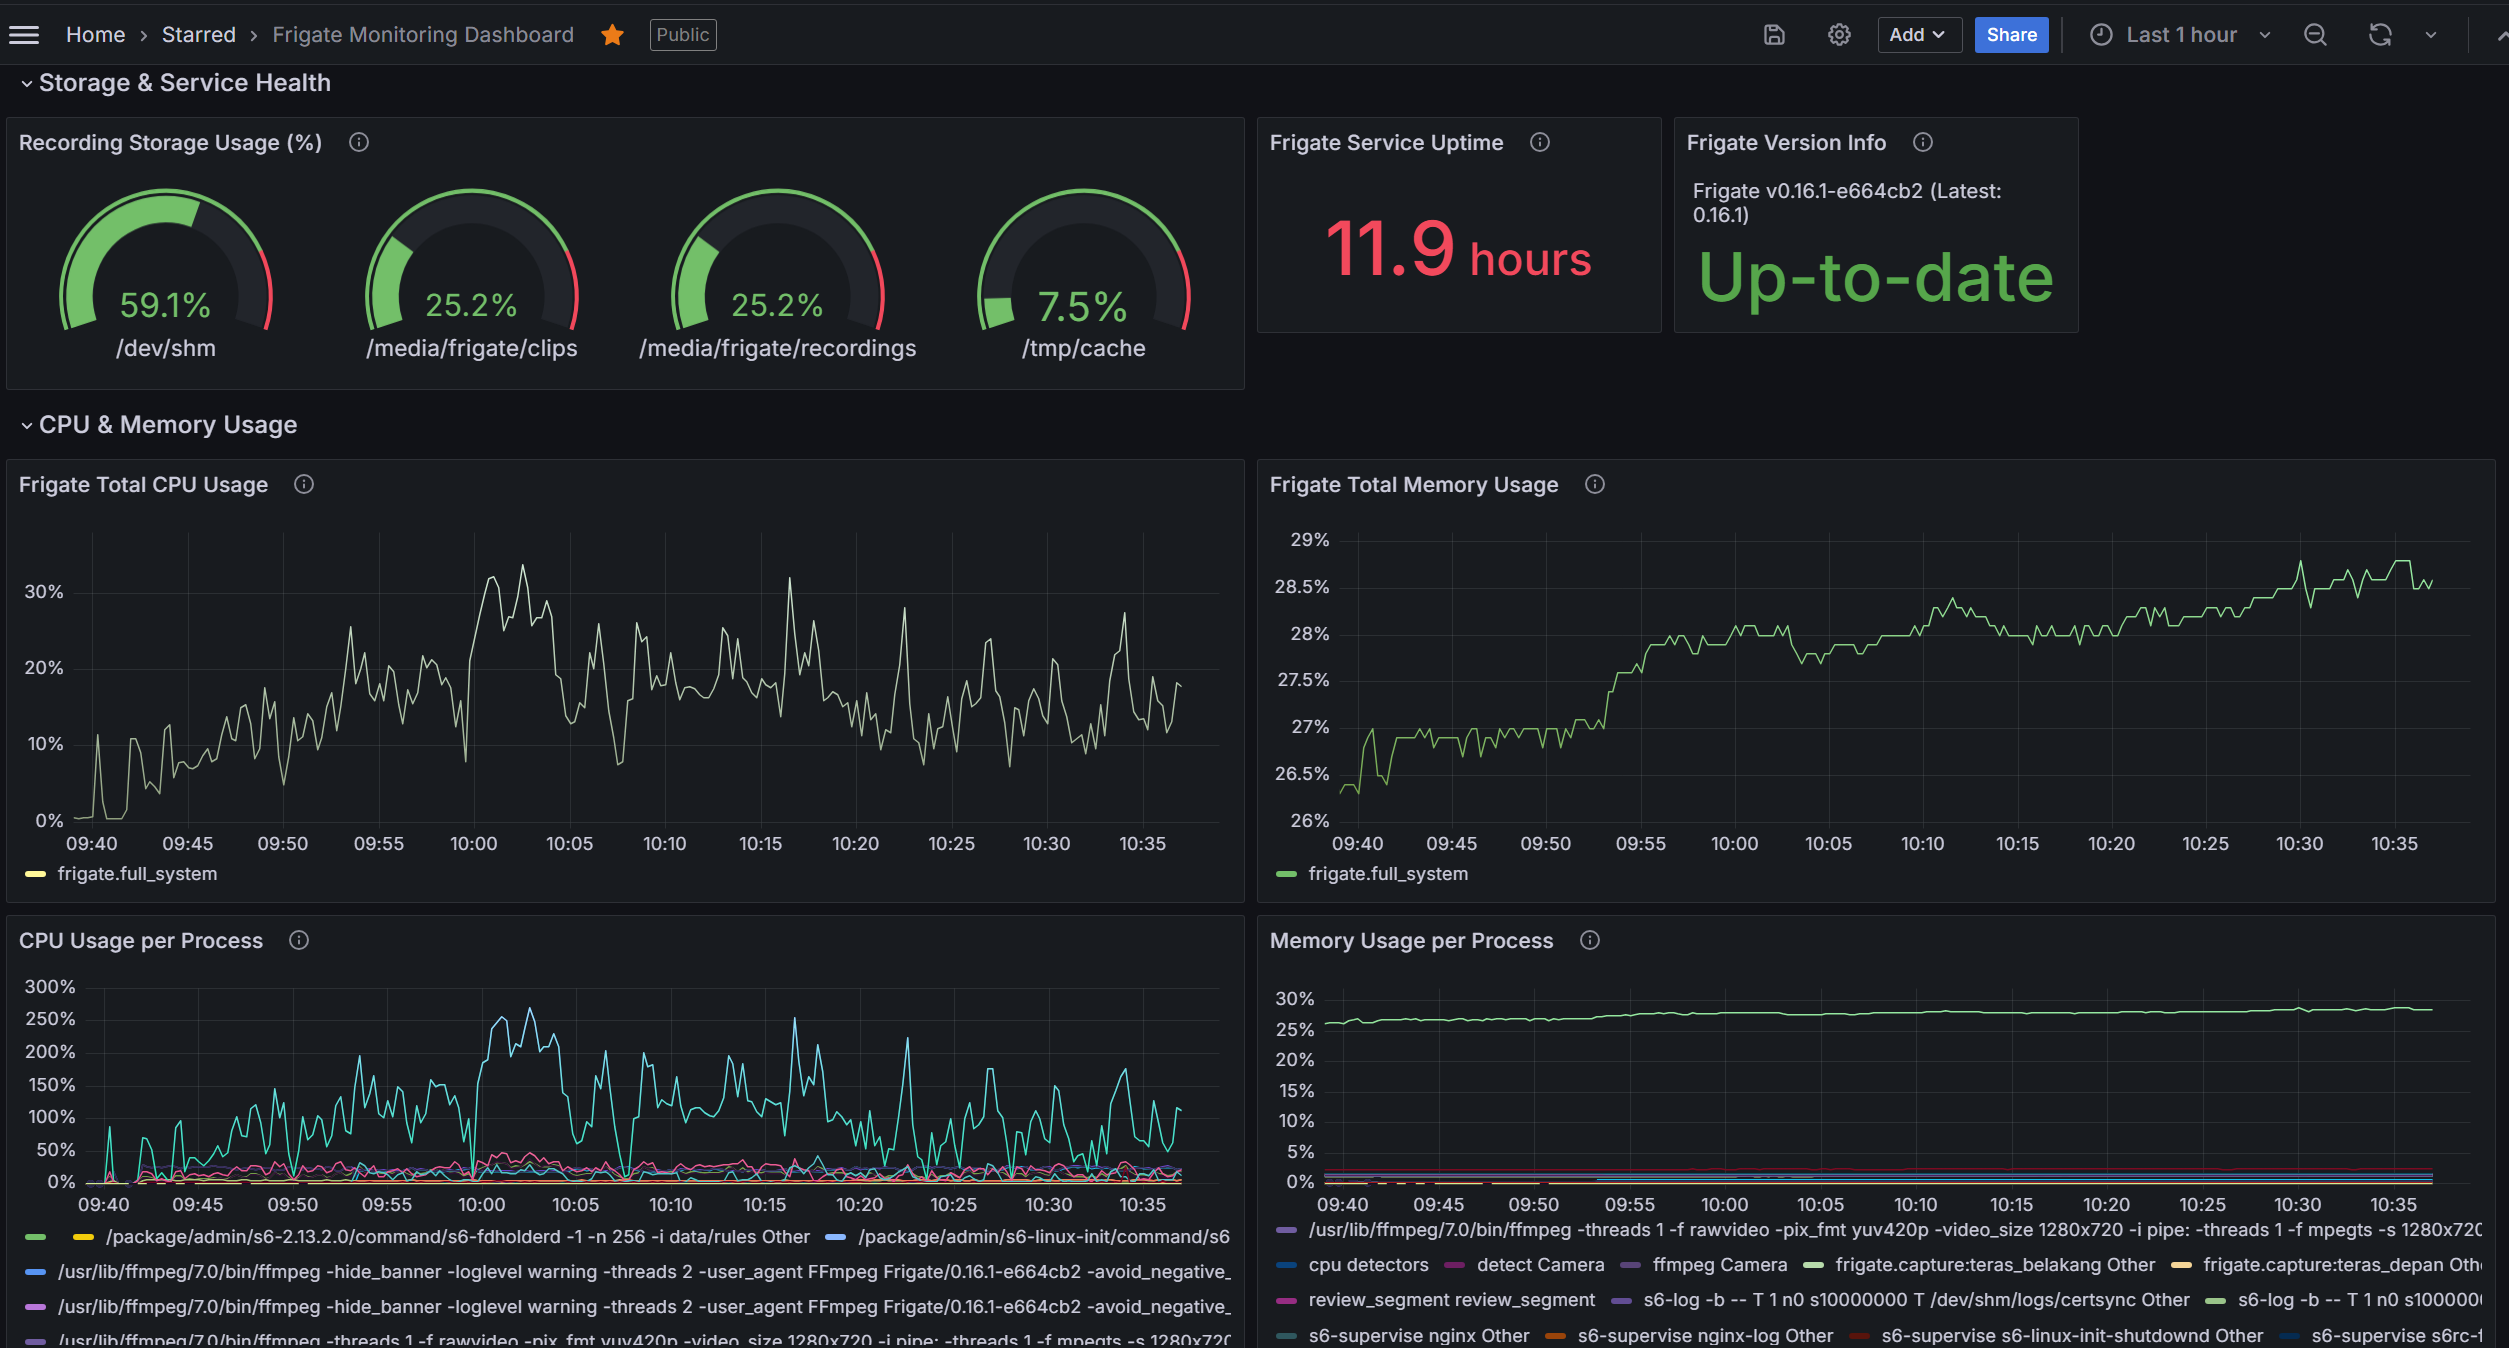 Home › Starred › Frigate Monitoring Dashboard Public Add Share Last 1 hour
Storage & Service Health
Recording Storage Usage (%)
59.1%
/dev/shm
25.2%
/media/frigate/clips
25.2%
/media/frigate/recordings
7.5%
/tmp/cache
Frigate Service Uptime
11.9 hours
Frigate Version Info
Frigate v0.16.1-e664cb2 (Latest:
0.16.1)
Up-to-date
CPU & Memory Usage
Frigate Total CPU Usage
30%
20%
10%
0%
09:40 09:45 09:50 09:55 10:00 10:05 10:10 10:15 10:20 10:25 10:30 10:35
frigate.full_system
Frigate Total Memory Usage
29%
28.5%
28%
27.5%
27%
26.5%
26%
09:40 09:45 09:50 09:55 10:00 10:05 10:10 10:15 10:20 10:25 10:30 10:35
frigate.full_system
CPU Usage per Process
300%
250%
200%
150%
100%
50%
0%
09:40 09:45 09:50 09:55 10:00 10:05 10:10 10:15 10:20 10:25 10:30 10:35
/package/admin/s6-2.13.2.0/command/s6-fdholderd -1 -n 256 -i data/rules Other /package/admin/s6-linux-init/command/s6
/usr/lib/ffmpeg/7.0/bin/ffmpeg -hide_banner -loglevel warning -threads 2 -user_agent FFmpeg Frigate/0.16.1-e664cb2 -avoid_negative_
/usr/lib/ffmpeg/7.0/bin/ffmpeg -hide_banner -loglevel warning -threads 2 -user_agent FFmpeg Frigate/0.16.1-e664cb2 -avoid_negative_
/usr/lib/ffmpeg/7.0/bin/ffmpeg -threads 1 -f rawvideo -pix_fmt yuv420p -video_size 1280x720 -i pipe: -threads 1 -f mpegts -s 1280x720
Memory Usage per Process
30%
25%
20%
15%
10%
5%
0%
09:40 09:45 09:50 09:55 10:00 10:05 10:10 10:15 10:20 10:25 10:30 10:35
/usr/lib/ffmpeg/7.0/bin/ffmpeg -threads 1 -f rawvideo -pix_fmt yuv420p -video_size 1280x720 -i pipe: -threads 1 -f mpegts -s 1280x720
cpu detectors detect Camera ffmpeg Camera frigate.capture:teras_belakang Other frigate.capture:teras_depan Oth
review_segment review_segment s6-log -b -- T 1 n0 s10000000 T /dev/shm/logs/certsync Other s6-log -b -- T 1 n0 s100000
s6-supervise nginx Other s6-supervise nginx-log Other s6-supervise s6-linux-init-shutdownd Other s6-supervise s6rc-f